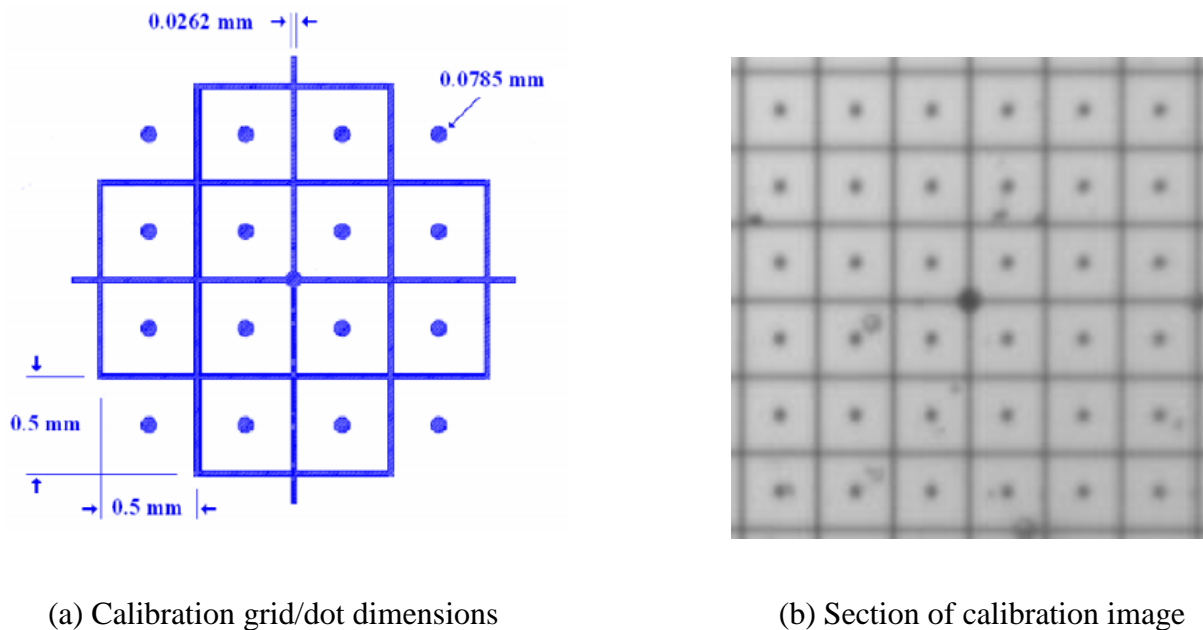 0.0262 mm
0.0785 mm
0.5 mm
0.5 mm
(a) Calibration grid/dot dimensions
(b) Section of calibration image